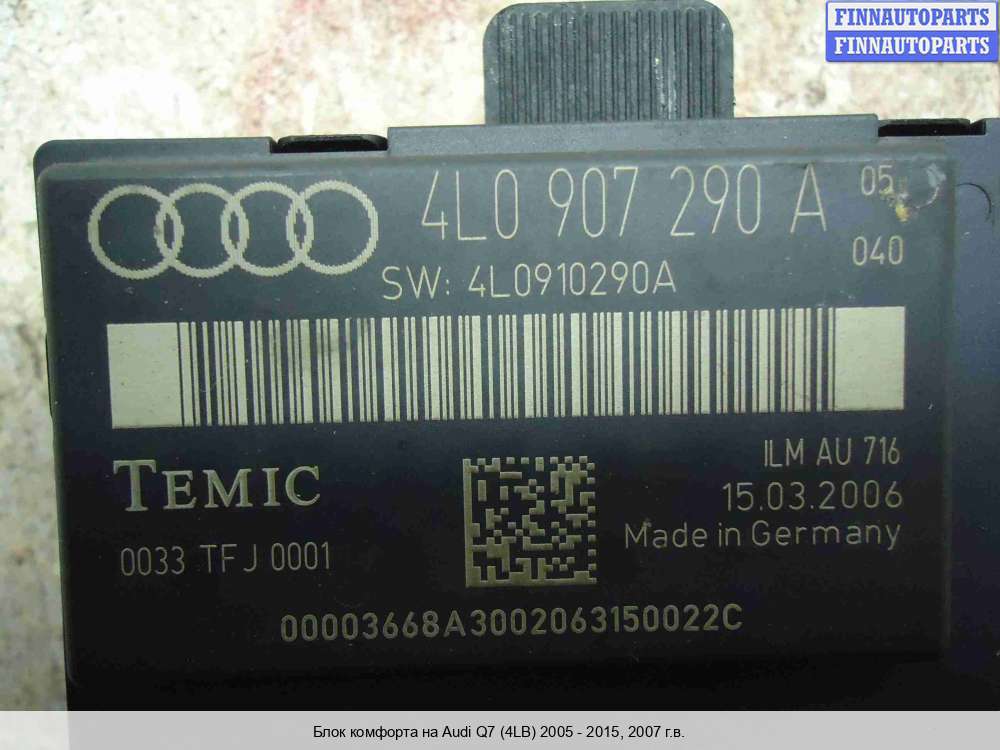 FINNAUTOPARTS
FINNAUTOPARTS
4L0 907 290 A 05
040
SW: 4L0910290A
ILM AU 716
TEMIC
15.03.2006
Made in Germany
0033 TFJ 0001
00003668A3002063150022C
Блок комфорта на Audi Q7 (4LB) 2005 - 2015, 2007 г.в.